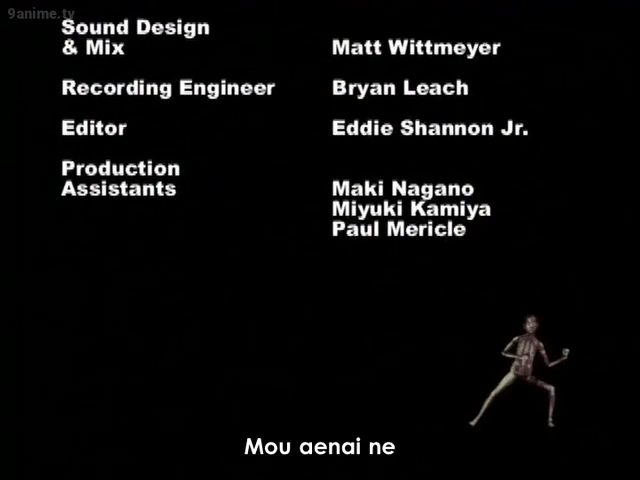 9anime.tv
Sound Design
& Mix Matt Wittmeyer
Recording Engineer Bryan Leach
Editor Eddie Shannon Jr.
Production
Assistants Maki Nagano
Miyuki Kamiya
Paul Mericle
Mou aenai ne